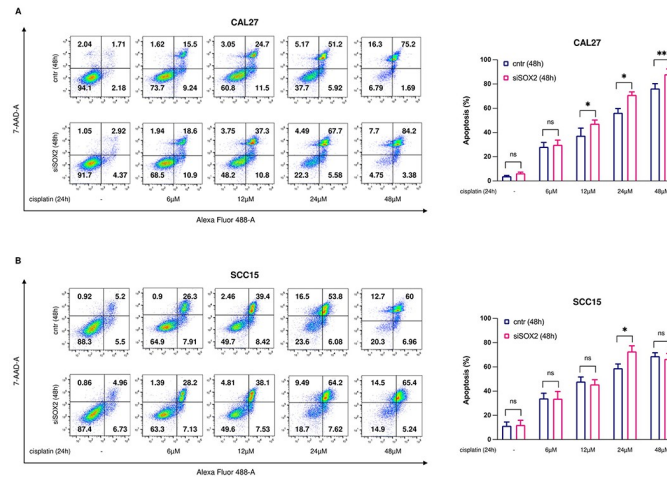 A
CAL27
2.04 1.71 1.62 15.5 3.05 24.7 5.17 51.2 16.3 75.2
cntr (48h)
94.1 2.18 73.7 9.24 60.8 11.5 37.7 5.92 6.79 1.69
1.05 2.92 1.94 18.6 3.75 37.3 4.49 67.7 7.7 84.2
siSOX2 (48h)
91.7 4.37 68.5 10.9 48.2 10.8 22.3 5.58 4.75 3.38
7-AAD-A
cisplatin (24h) - 6µM 12µM 24µM 48µM
Alexa Fluor 488-A
CAL27
cntr (48h)
siSOX2 (48h)
Apoptosis (%)
100
80
60
40
20
0
ns ns * * **
cisplatin (24h) - 6µM 12µM 24µM 48µM
B
SCC15
0.92 5.2 0.9 26.3 2.46 39.4 16.5 53.8 12.7 60
cntr (48h)
88.3 5.5 64.9 7.91 49.7 8.42 23.6 6.08 20.3 6.96
0.86 4.96 1.39 28.2 4.81 38.1 9.49 64.2 14.5 65.4
siSOX2 (48h)
87.4 6.73 63.3 7.13 49.6 7.53 18.7 7.62 14.9 5.24
7-AAD-A
cisplatin (24h) - 6µM 12µM 24µM 48µM
Alexa Fluor 488-A
SCC15
cntr (48h)
siSOX2 (48h)
Apoptosis (%)
100
80
60
40
20
0
ns ns ns * ns
cisplatin (24h) - 6µM 12µM 24µM 48µM